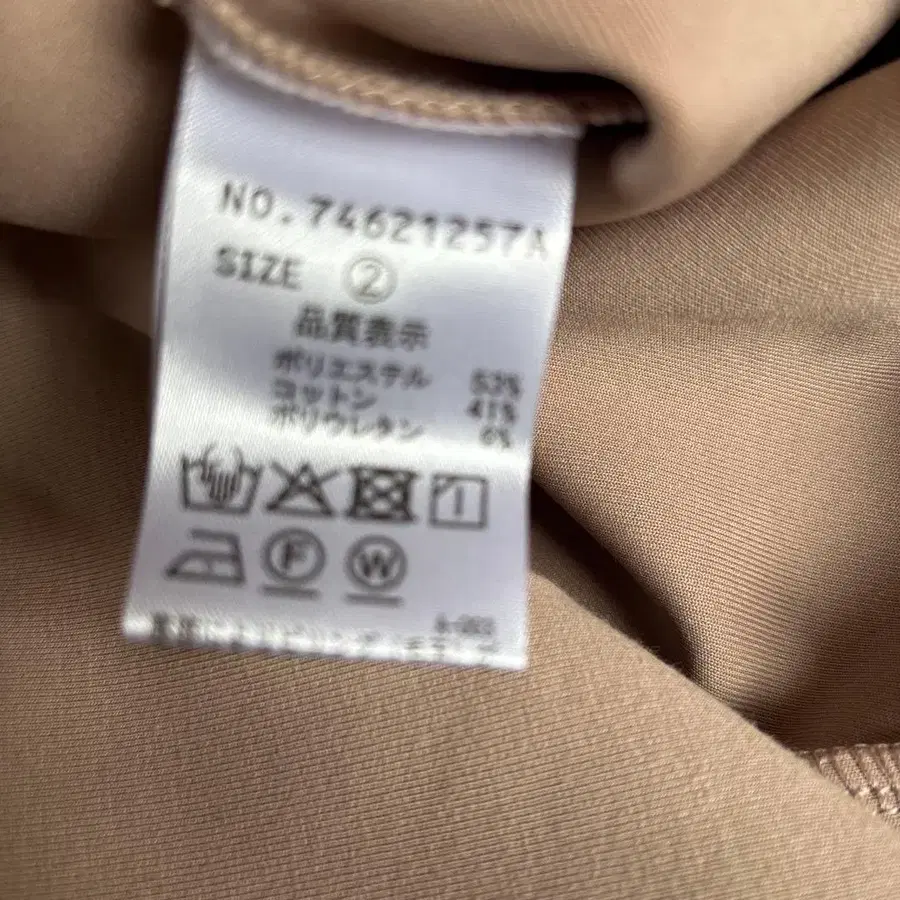 NO.74621257A
SIZE ②
品質表示
ポリエステル 53%
コットン 41%
ポリウレタン 6%
F W